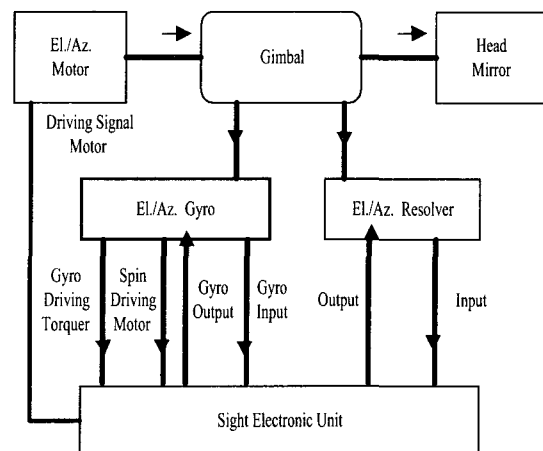 El./Az.
Motor
Gimbal
Head
Mirror
Driving Signal
Motor
El./Az. Gyro
El./Az. Resolver
Gyro
Driving
Torquer
Spin
Driving
Motor
Gyro
Output
Gyro
Input
Output
Input
Sight Electronic Unit